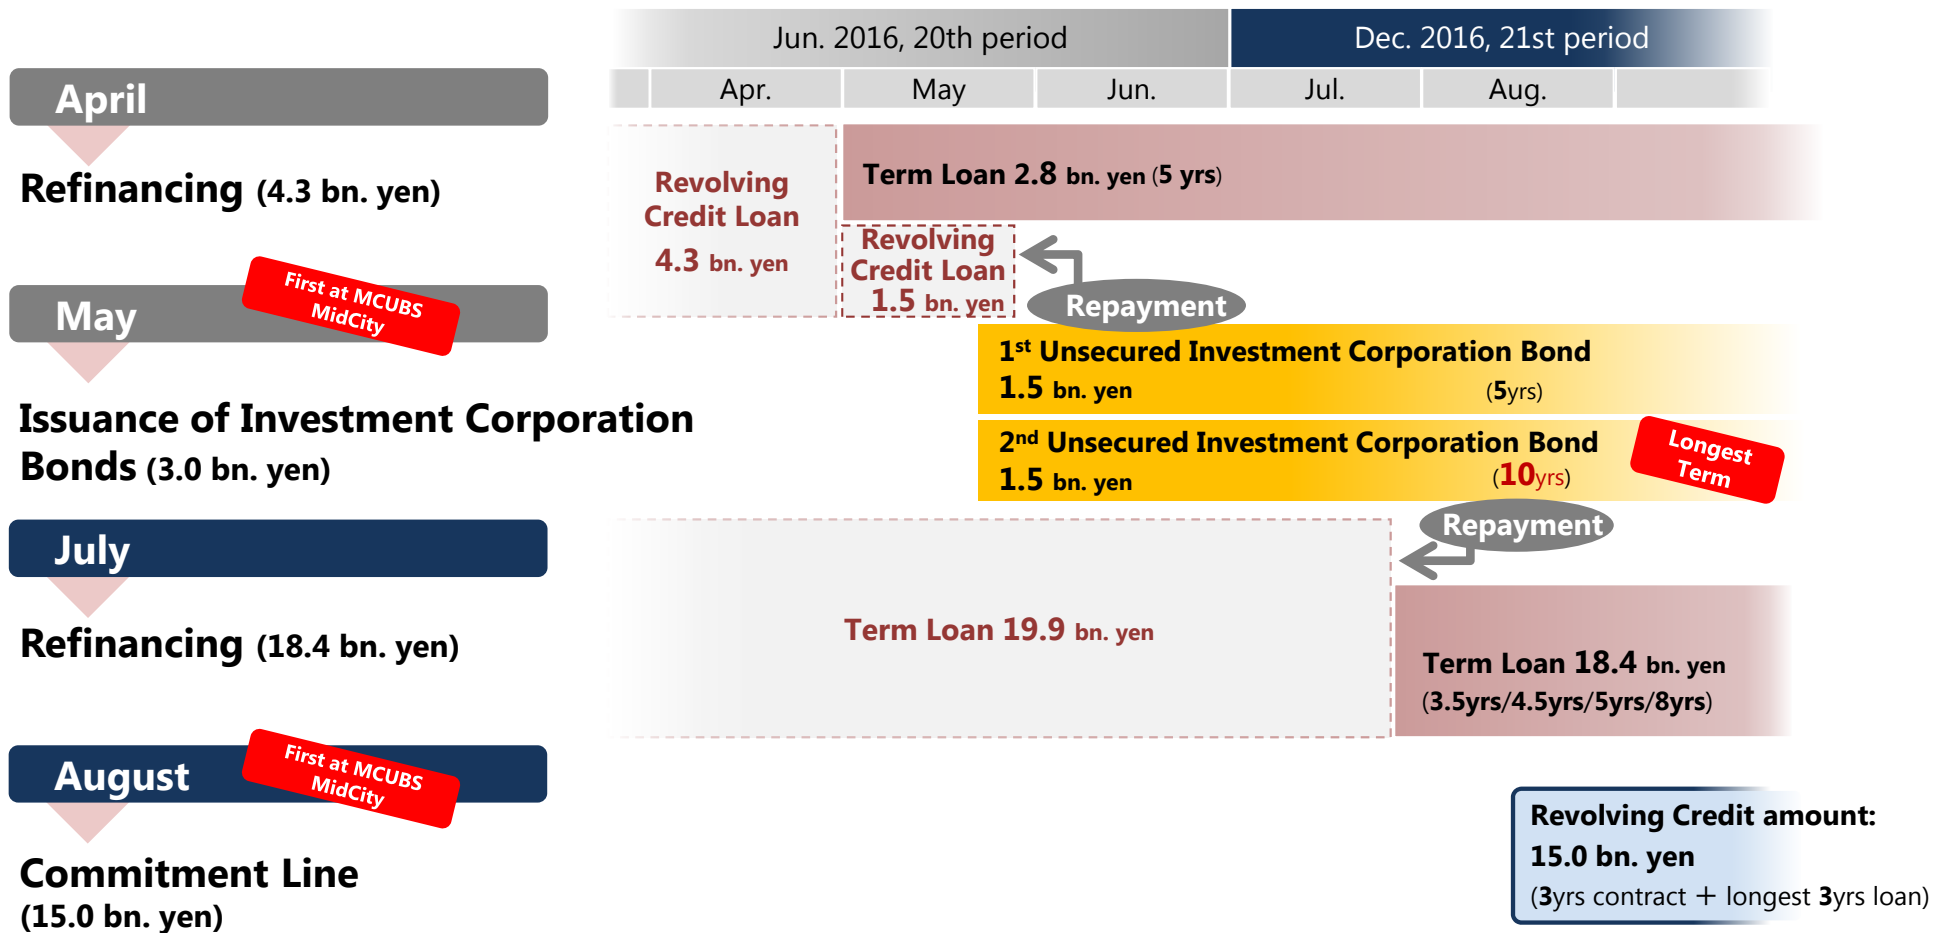 Jun. 2016, 20th period
Dec. 2016, 21st period
Apr.
May
Jun.
Jul.
Aug.
April
Refinancing (4.3 bn. yen)
May
First at MCUBS
MidCity
Issuance of Investment Corporation
Bonds (3.0 bn. yen)
July
Refinancing (18.4 bn. yen)
August
First at MCUBS
MidCity
Commitment Line
(15.0 bn. yen)
Revolving
Credit Loan
4.3 bn. yen
Term Loan 2.8 bn. yen (5 yrs)
Revolving
Credit Loan
1.5 bn. yen
Repayment
1st Unsecured Investment Corporation Bond
1.5 bn. yen (5yrs)
2nd Unsecured Investment Corporation Bond
1.5 bn. yen (10yrs)
Longest
Term
Repayment
Term Loan 19.9 bn. yen
Term Loan 18.4 bn. yen
(3.5yrs/4.5yrs/5yrs/8yrs)
Revolving Credit amount:
15.0 bn. yen
(3yrs contract + longest 3yrs loan)